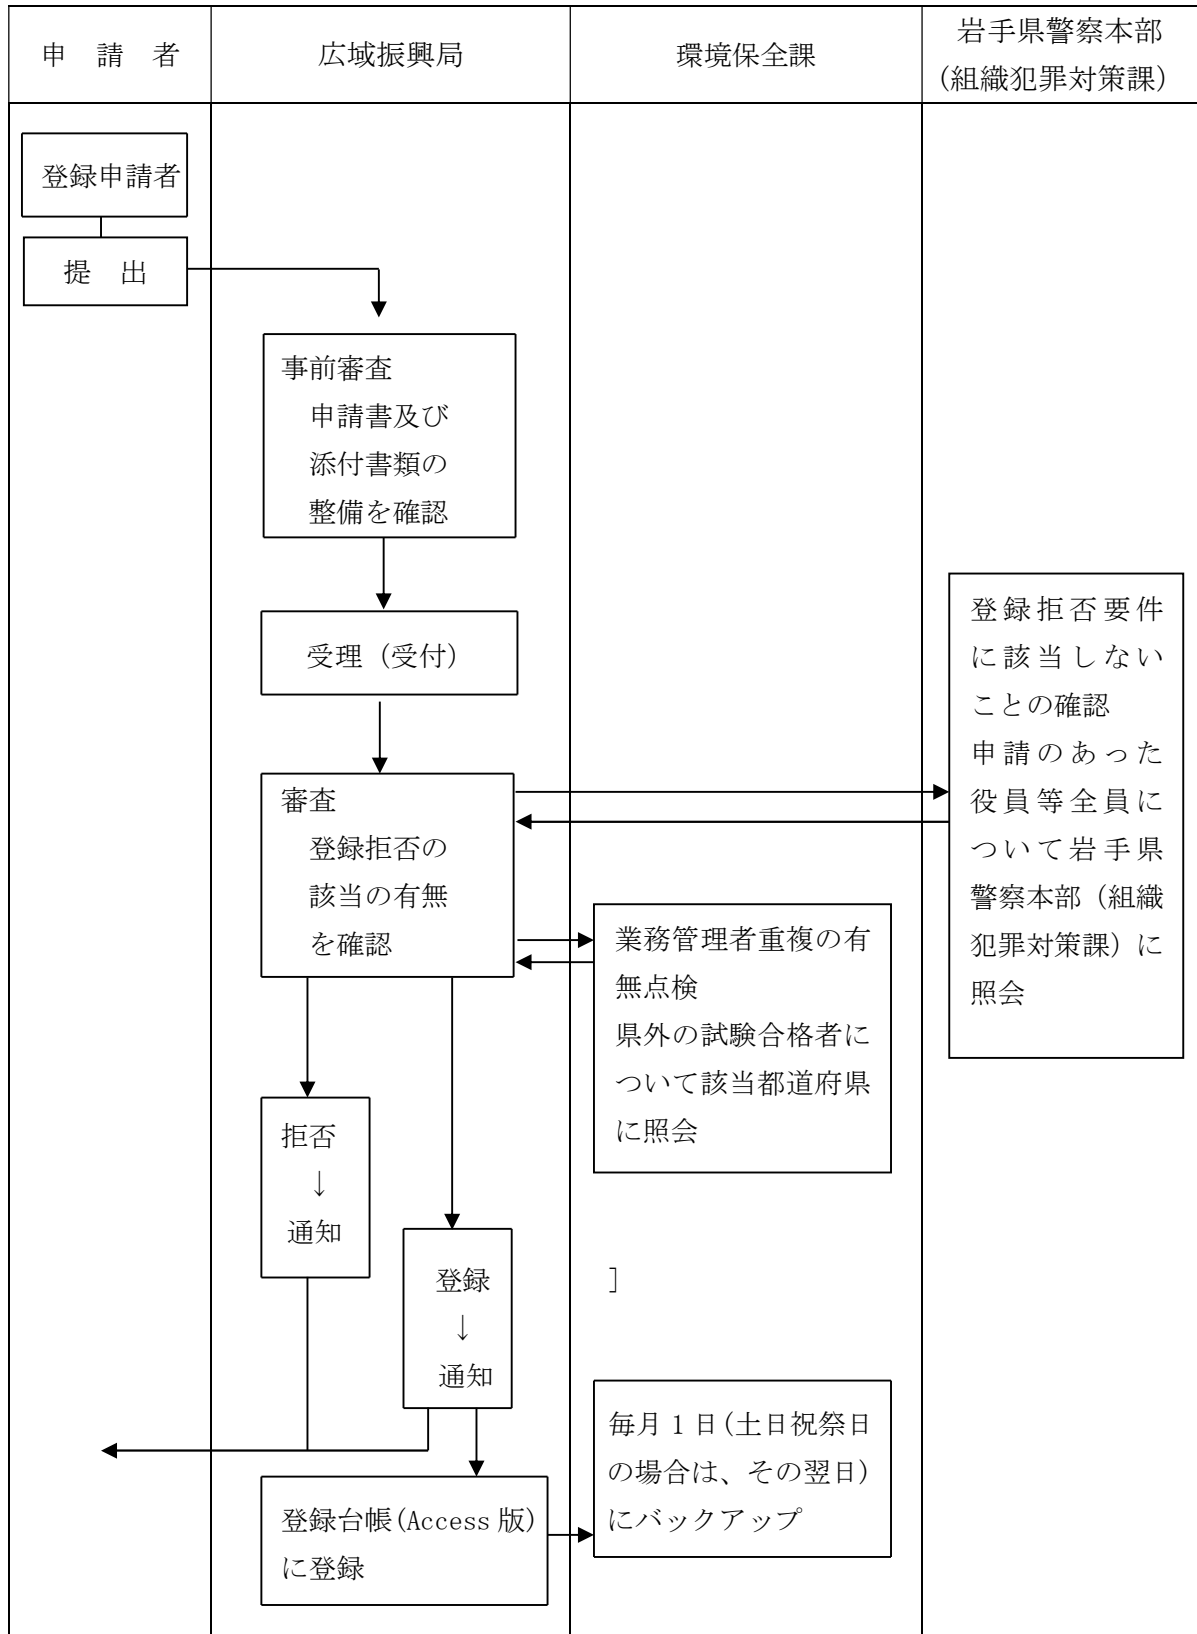 申　請　者
広域振興局
環境保全課
岩手県警察本部
(組織犯罪対策課)
登録申請者
提　出
事前審査
申請書及び
添付書類の
整備を確認
受理（受付）
審査
登録拒否の
該当の有無
を確認
登録拒否要件
に該当しない
ことの確認
申請のあった
役員等全員に
ついて岩手県
警察本部（組織
犯罪対策課）に
照会
業務管理者重複の有
無点検
県外の試験合格者に
ついて該当都道府県
に照会
拒否
↓
通知
登録
↓
通知
］
毎月1日(土日祝祭日
の場合は、その翌日)
にバックアップ
登録台帳(Access版)
に登録